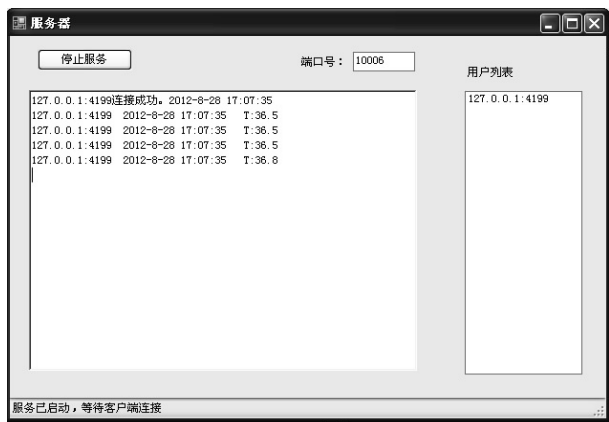 服务器
停止服务
端口号：
10006
用户列表
127.0.0.1:4199连接成功。2012-8-28 17:07:35
127.0.0.1:4199 2012-8-28 17:07:35 T:36.5
127.0.0.1:4199 2012-8-28 17:07:35 T:36.5
127.0.0.1:4199 2012-8-28 17:07:35 T:36.5
127.0.0.1:4199 2012-8-28 17:07:35 T:36.8
127.0.0.1:4199
服务已启动，等待客户端连接